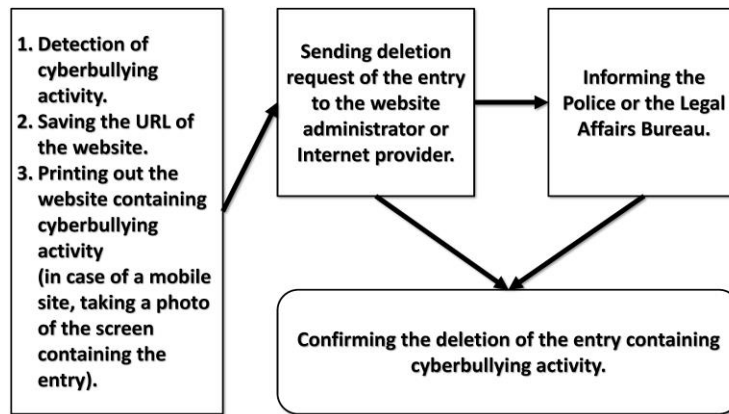 1. Detection of
cyberbullying
activity.
2. Saving the URL of
the website.
3. Printing out the
website containing
cyberbullying
activity
(in case of a mobile
site, taking a photo
of the screen
containing the
entry).
Sending deletion
request of the entry
to the website
administrator or
Internet provider.
Informing the
Police or the Legal
Affairs Bureau.
Confirming the deletion of the entry containing
cyberbullying activity.